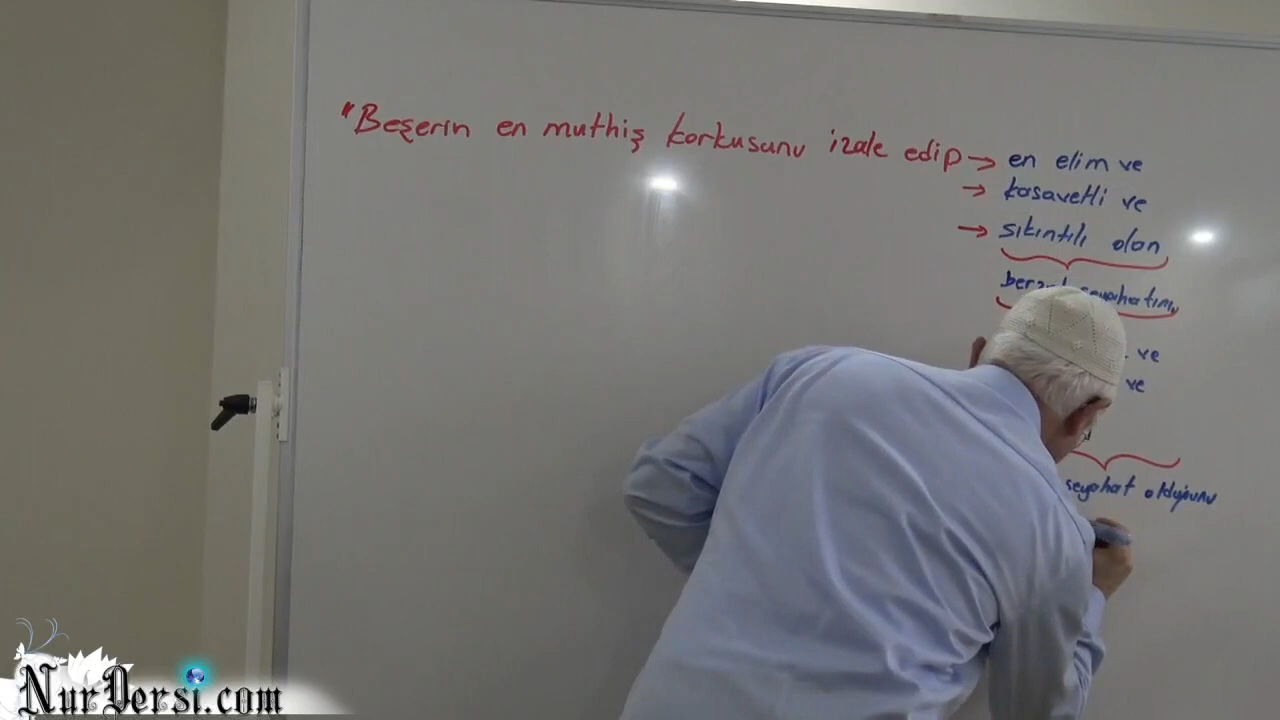 "Beşerin en muthiş korkusunu izale edip → en elim ve
→ kasavetli ve
→ sıkıntılı olan
seyahatının
ve
ve
seyahat olduğunu
NurDersi.com